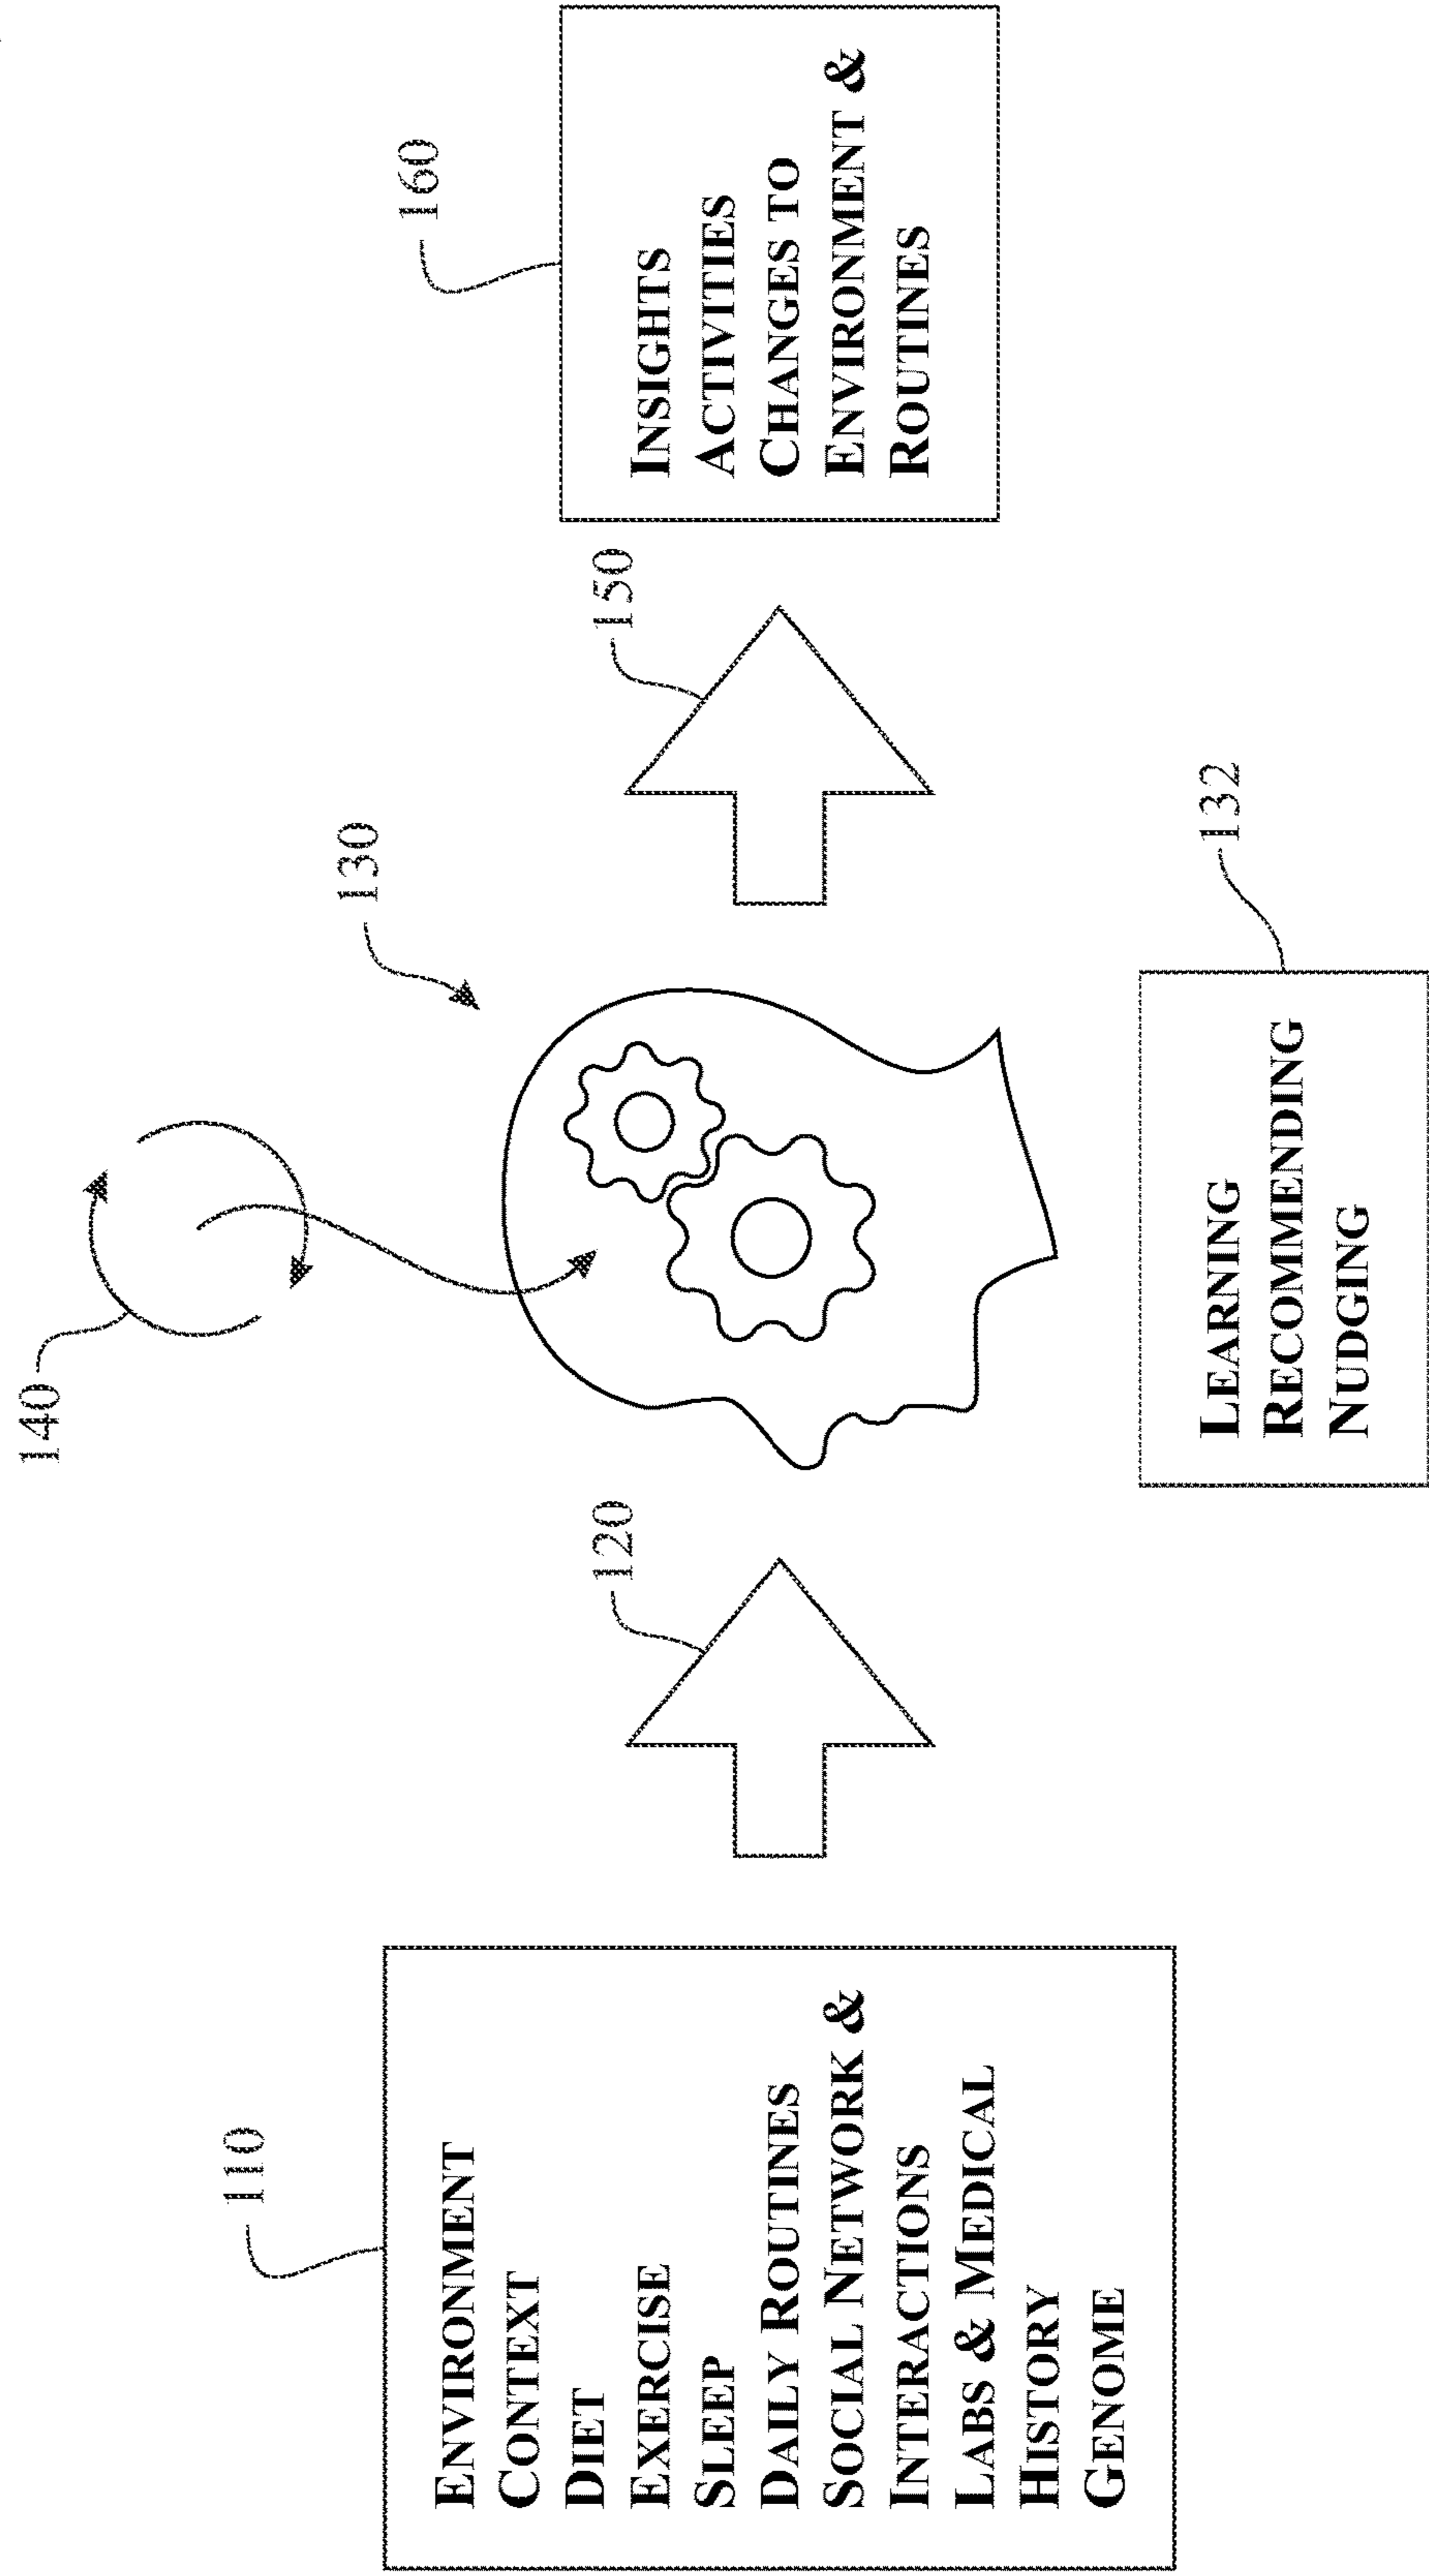 140
130
160
110
120
150
ENVIRONMENT
CONTEXT
DIET
EXERCISE
SLEEP
DAILY ROUTINES
SOCIAL NETWORK &
INTERACTIONS
LABS & MEDICAL
HISTORY
GENOME
INSIGHTS
ACTIVITIES
CHANGES TO
ENVIRONMENT &
ROUTINES
132
LEARNING
RECOMMENDING
NUDGING